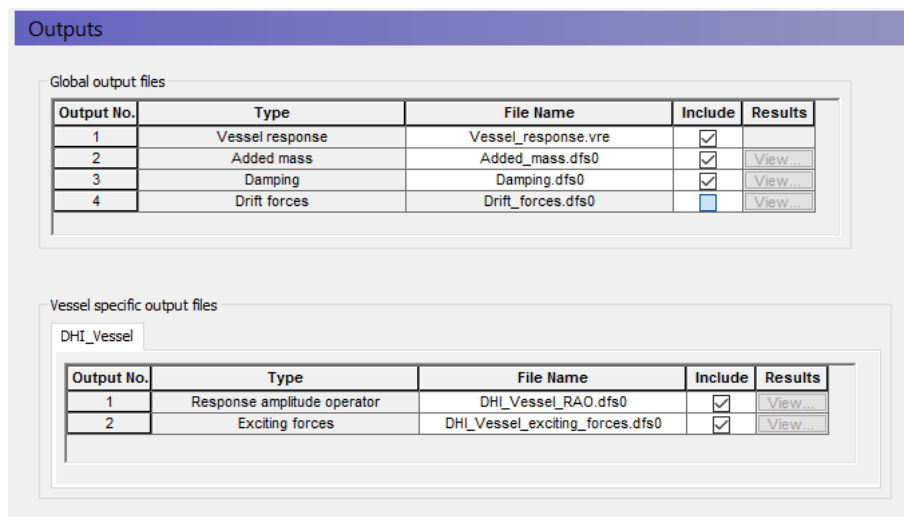 Outputs
Global output files
Output No. Type File Name Include Results
1 Vessel response Vessel_response.vre
2 Added mass Added_mass.dfs0 View...
3 Damping Damping.dfs0 View...
4 Drift forces Drift_forces.dfs0 View...
Vessel specific output files
DHI_Vessel
Output No. Type File Name Include Results
1 Response amplitude operator DHI_Vessel_RAO.dfs0 View...
2 Exciting forces DHI_Vessel_exciting_forces.dfs0 View...